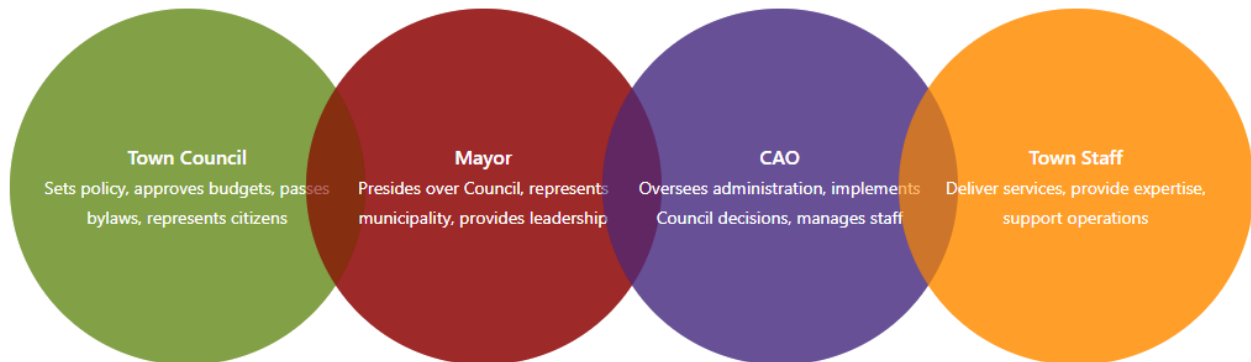 Town Council
Sets policy, approves budgets, passes
bylaws, represents citizens
Mayor
Presides over Council, represents
municipality, provides leadership
CAO
Oversees administration, implements
Council decisions, manages staff
Town Staff
Deliver services, provide expertise,
support operations